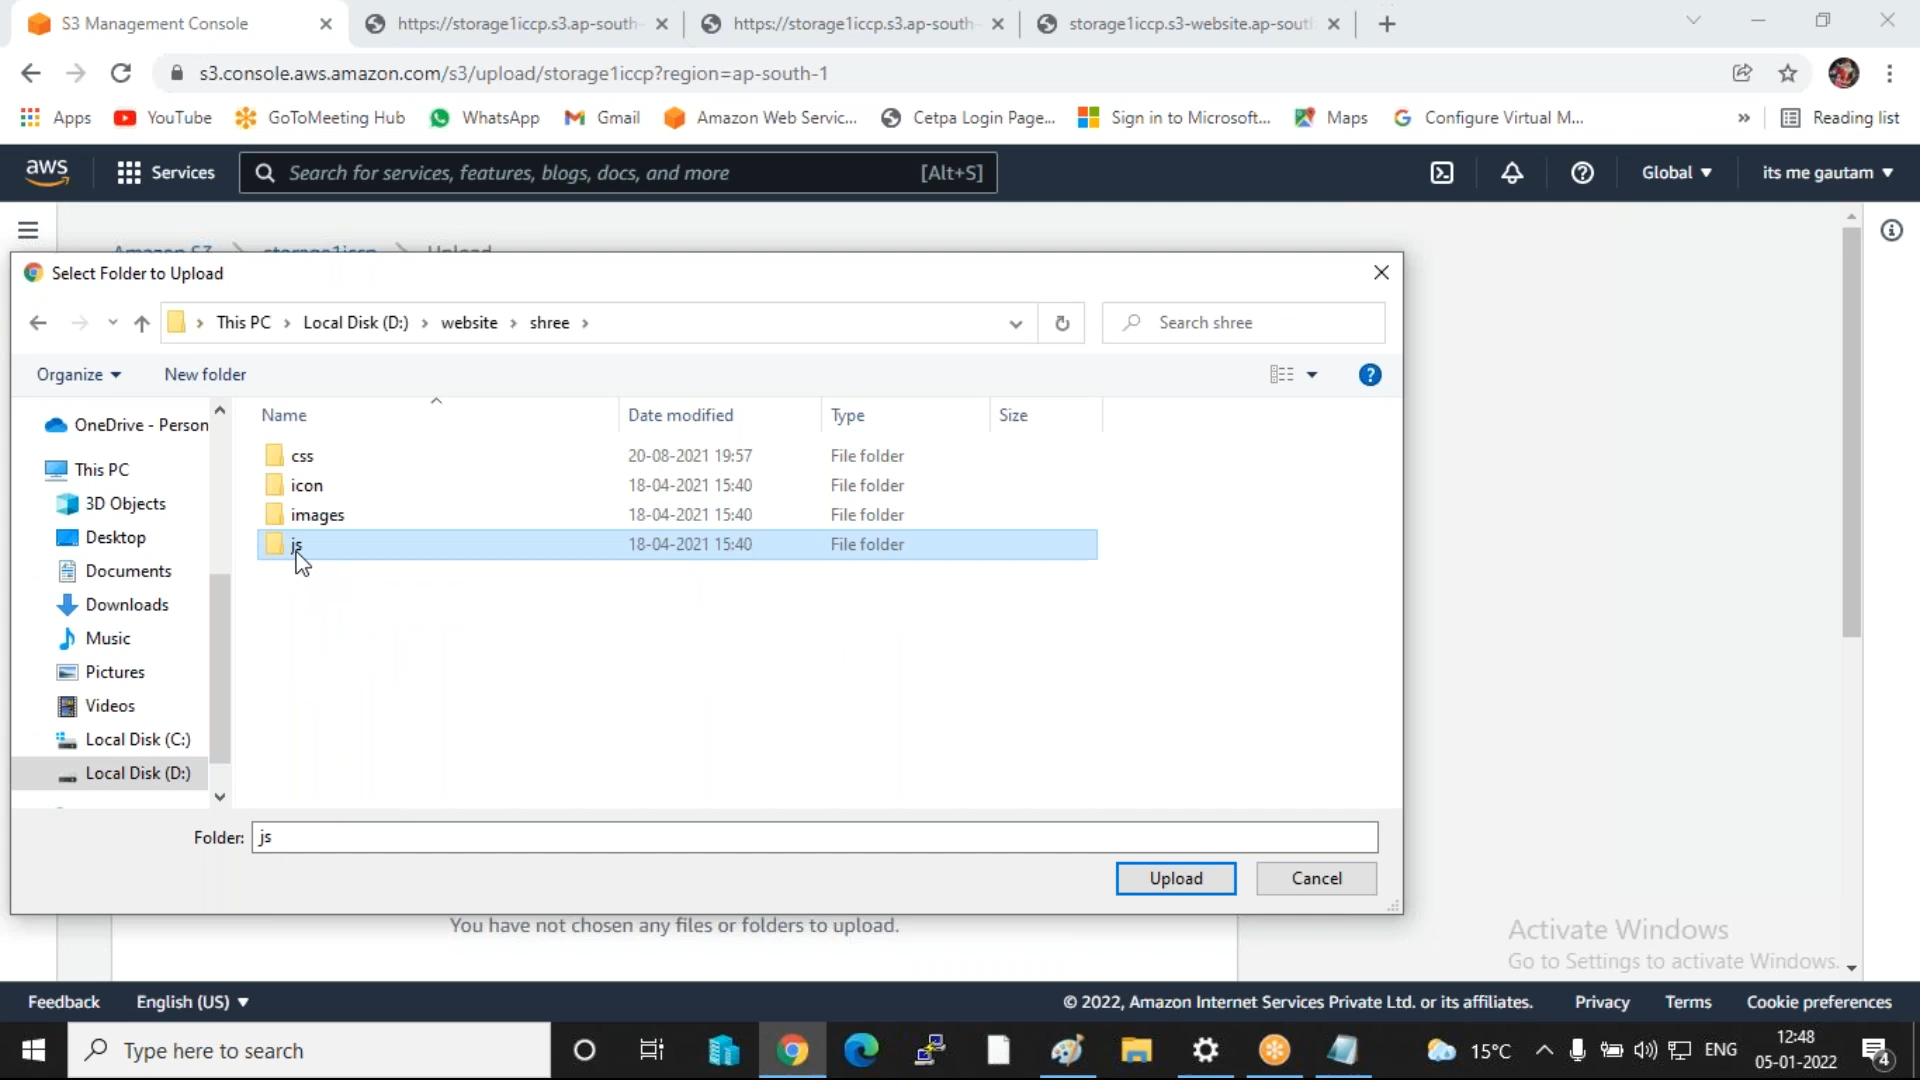 S3 Management Console
https://storage1iccp.s3.ap-south-
https://storage1iccp.s3.ap-south-
storage1iccp.s3-website.ap-sout
s3.console.aws.amazon.com/s3/upload/storage1iccp?region=ap-south-1
Apps
YouTube
GoToMeeting Hub
WhatsApp
Gmail
Amazon Web Servic...
Cetpa Login Page...
Sign in to Microsoft...
Maps
Configure Virtual M...
»
Reading list
aws
Services
Search for services, features, blogs, docs, and more
[Alt+S]
Global
its me gautam
Amazon S3
storage1iccp
Upload
Select Folder to Upload
This PC
Local Disk (D:)
website
shree
Search shree
Organize
New folder
OneDrive - Person
This PC
3D Objects
Desktop
Documents
Downloads
Music
Pictures
Videos
Local Disk (C:)
Local Disk (D:)
Name Date modified Type Size
css 20-08-2021 19:57 File folder
icon 18-04-2021 15:40 File folder
images 18-04-2021 15:40 File folder
js 18-04-2021 15:40 File folder
Folder: js
Upload
Cancel
You have not chosen any files or folders to upload.
Activate Windows
Go to Settings to activate Windows.
Feedback
English (US)
© 2022, Amazon Internet Services Private Ltd. or its affiliates.
Privacy
Terms
Cookie preferences
Type here to search
15°C
ENG
12:48
05-01-2022
4